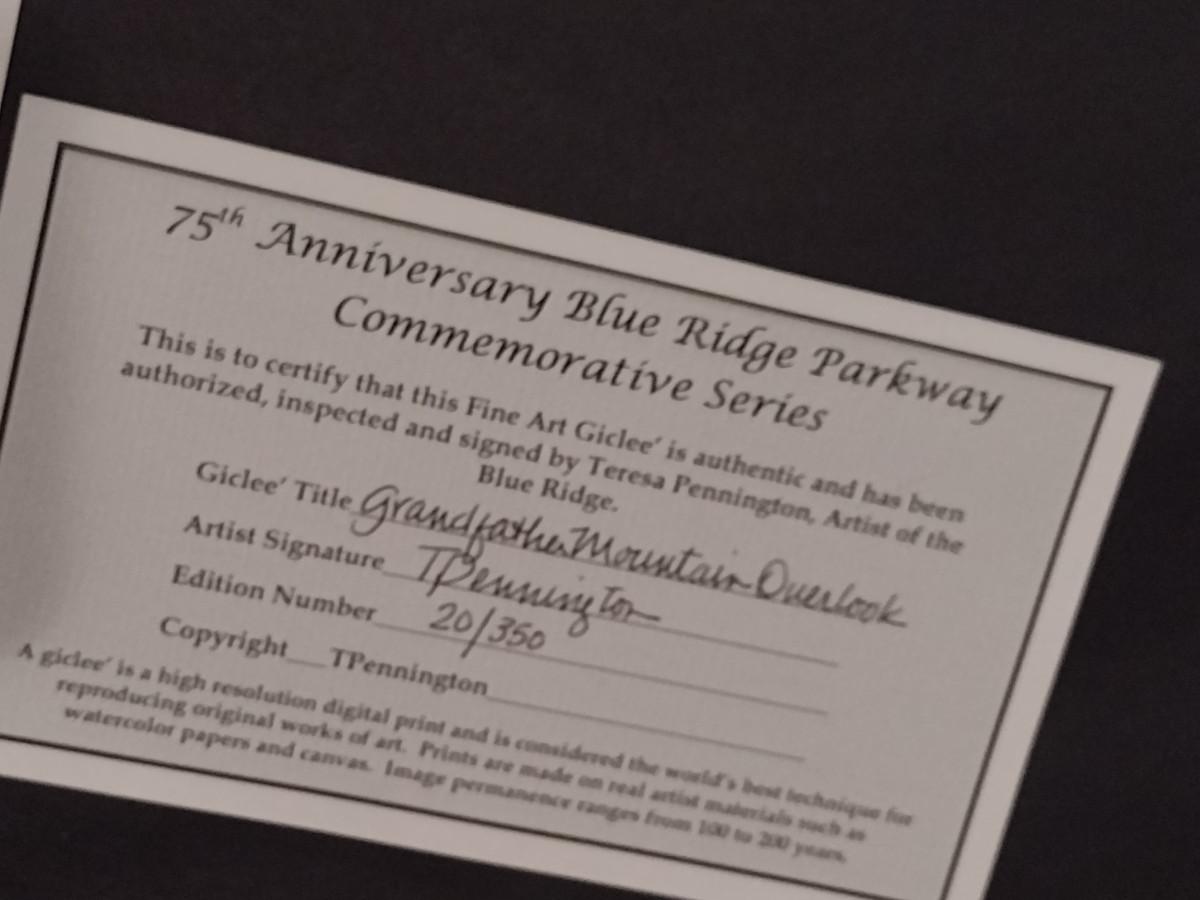 75th Anniversary Blue Ridge Parkway
Commemorative Series
This is to certify that this Fine Art Giclee' is authentic and has been
authorized, inspected and signed by Teresa Pennington, Artist of the
Blue Ridge.
Giclee' Title Grandfather Mountain Overlook
Artist Signature TPennington
Edition Number 20/350
Copyright TPennington
A giclee' is a high resolution digital print and is considered the world's best technique for
reproducing original works of art. Prints are made on real artist materials such as
watercolor papers and canvas. Image permanence ranges from 100 to 200 years.